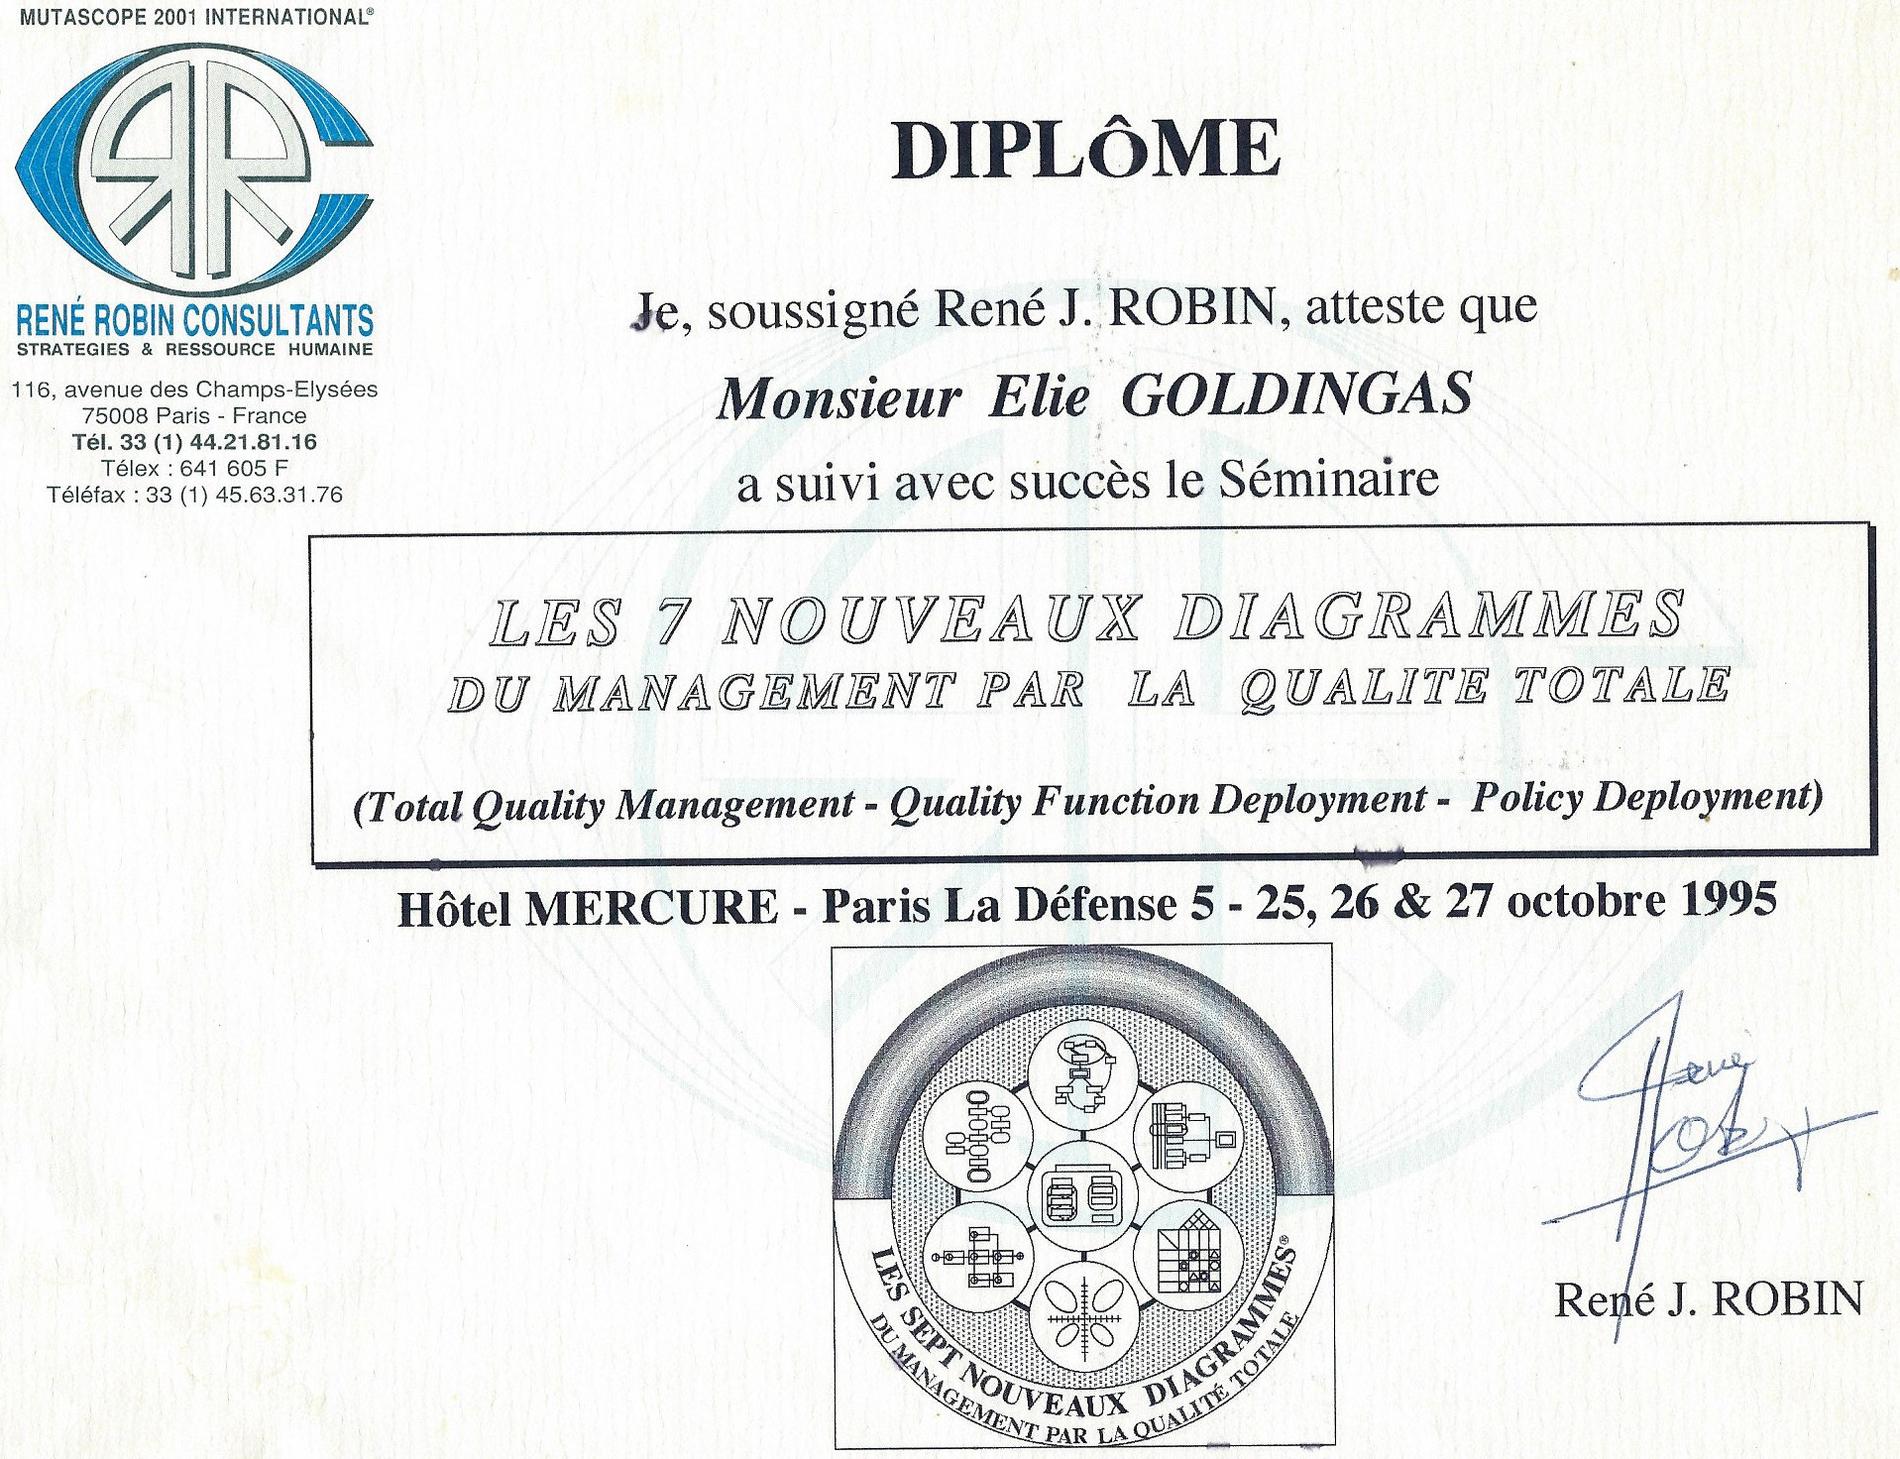 MUTASCOPE 2001 INTERNATIONAL®
RENÉ ROBIN CONSULTANTS
STRATEGIES & RESSOURCE HUMAINE
116, avenue des Champs-Elysées
75008 Paris - France
Tél. 33 (1) 44.21.81.16
Télex : 641 605 F
Téléfax : 33 (1) 45.63.31.76
DIPLÔME
Je, soussigné René J. ROBIN, atteste que
Monsieur Elie GOLDINGAS
a suivi avec succès le Séminaire
LES 7 NOUVEAUX DIAGRAMMES
DU MANAGEMENT PAR LA QUALITE TOTALE
(Total Quality Management - Quality Function Deployment - Policy Deployment)
Hôtel MERCURE - Paris La Défense 5 - 25, 26 & 27 octobre 1995
LES SEPT NOUVEAUX DIAGRAMMES®
DU MANAGEMENT PAR LA QUALITÉ TOTALE
René Robin
René J. ROBIN